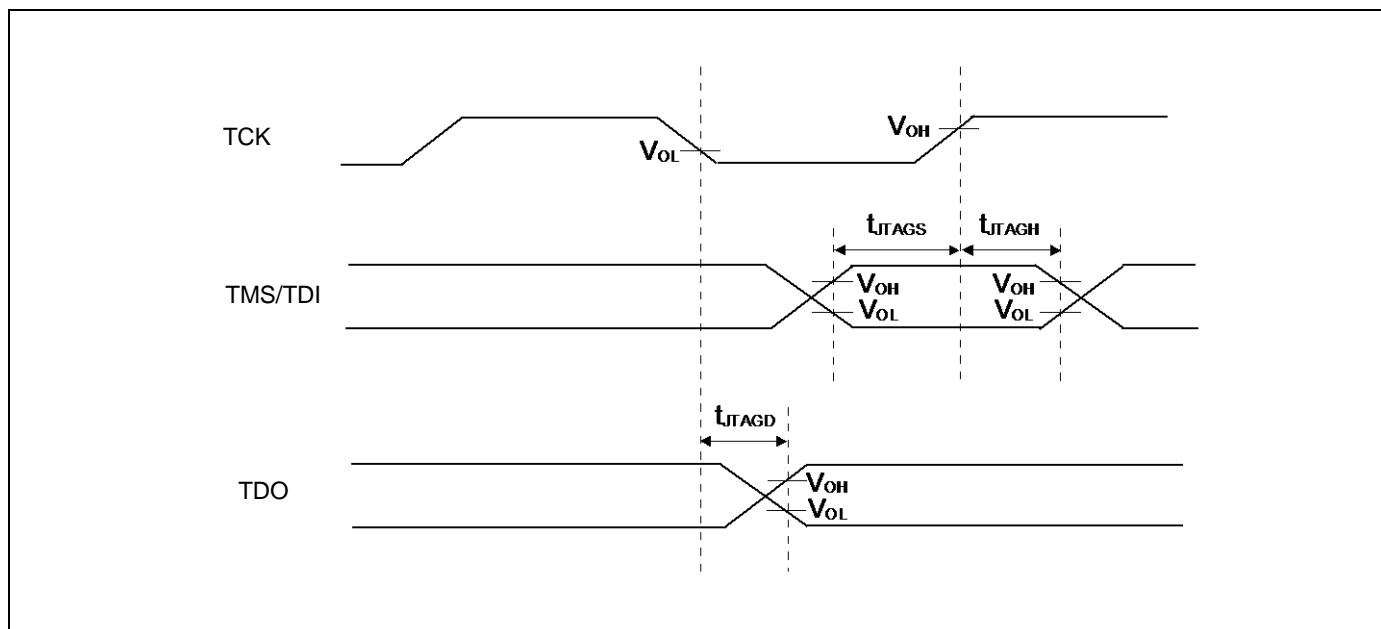 TCK
VOL
VOH
tJTAGS
tJTAGH
TMS/TDI
VOH
VOL
VOH
VOL
tJTAGD
TDO
VOH
VOL